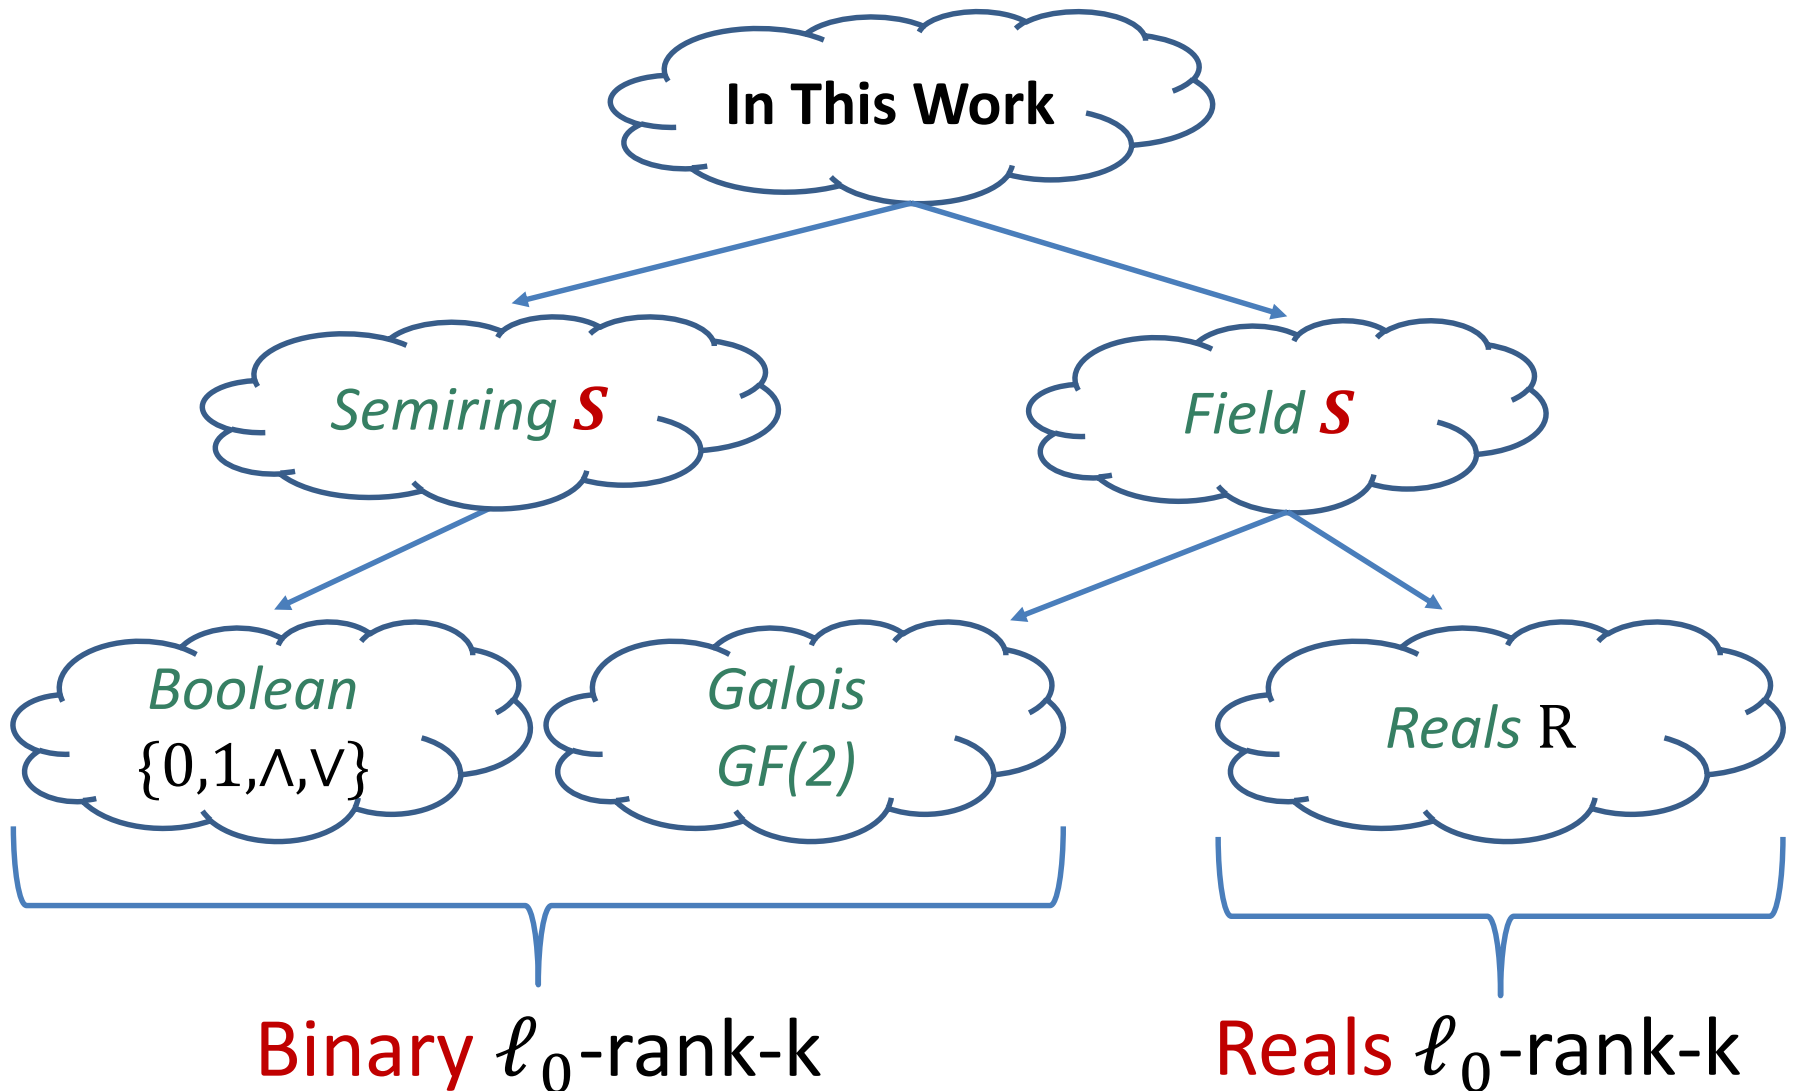 In This Work
Semiring S
Field S
Boolean
{0,1,∧,∨}
Galois
GF(2)
Reals R
Binary ℓ₀-rank-k
Reals ℓ₀-rank-k